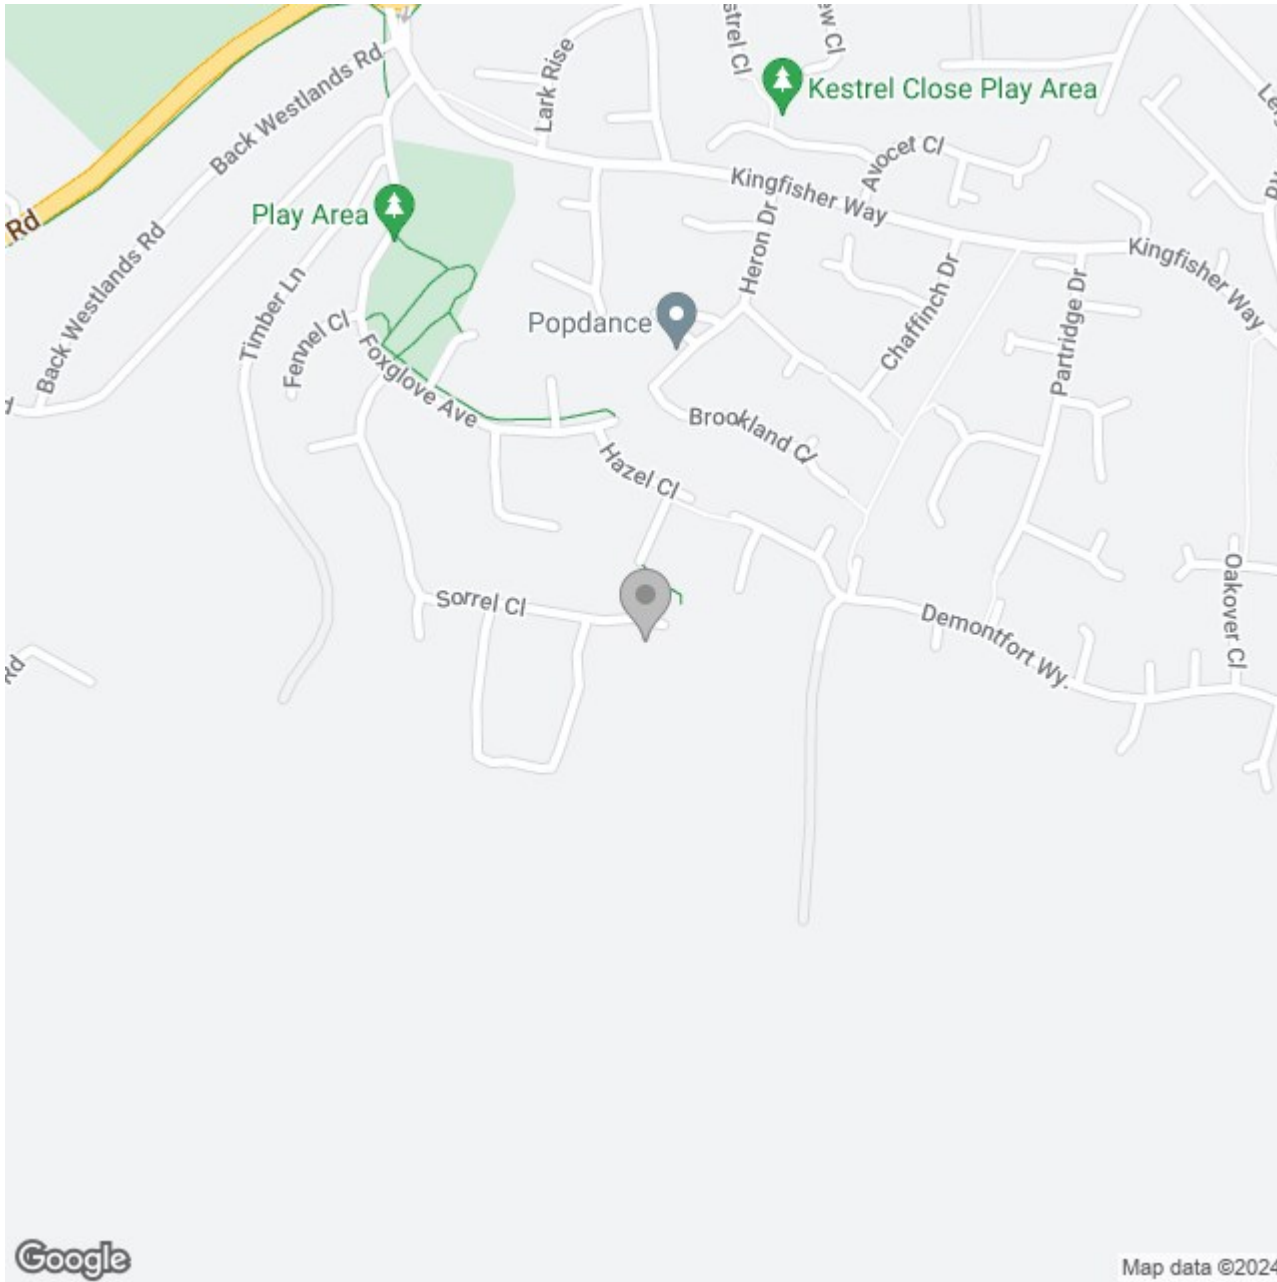 strel Cl
ew Cl
Lark Rise
Back Westlands Rd
Kestrel Close Play Area
Avocet Cl
Kingfisher Way
Play Area
Rd
Heron Dr
Kingfisher Way
Back Westlands Rd
Timber Ln
Chaffinch Dr
Partridge Dr
Popdance
Fennel Cl
Foxglove Ave
Brookland Cl
Hazel Cl
Sorrel Cl
Demontfort Wy.
Oakover Cl
Rd
Google
Map data ©2024